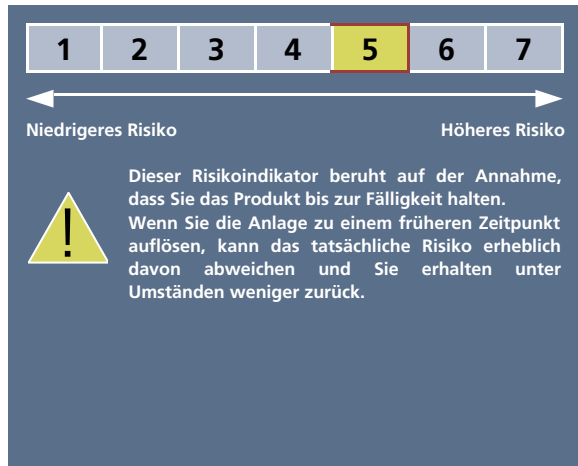 1 2 3 4 5 6 7
Niedrigeres Risiko Höheres Risiko
Dieser Risikoindikator beruht auf der Annahme,
dass Sie das Produkt bis zur Fälligkeit halten.
Wenn Sie die Anlage zu einem früheren Zeitpunkt
auflösen, kann das tatsächliche Risiko erheblich
davon abweichen und Sie erhalten unter
Umständen weniger zurück.
!